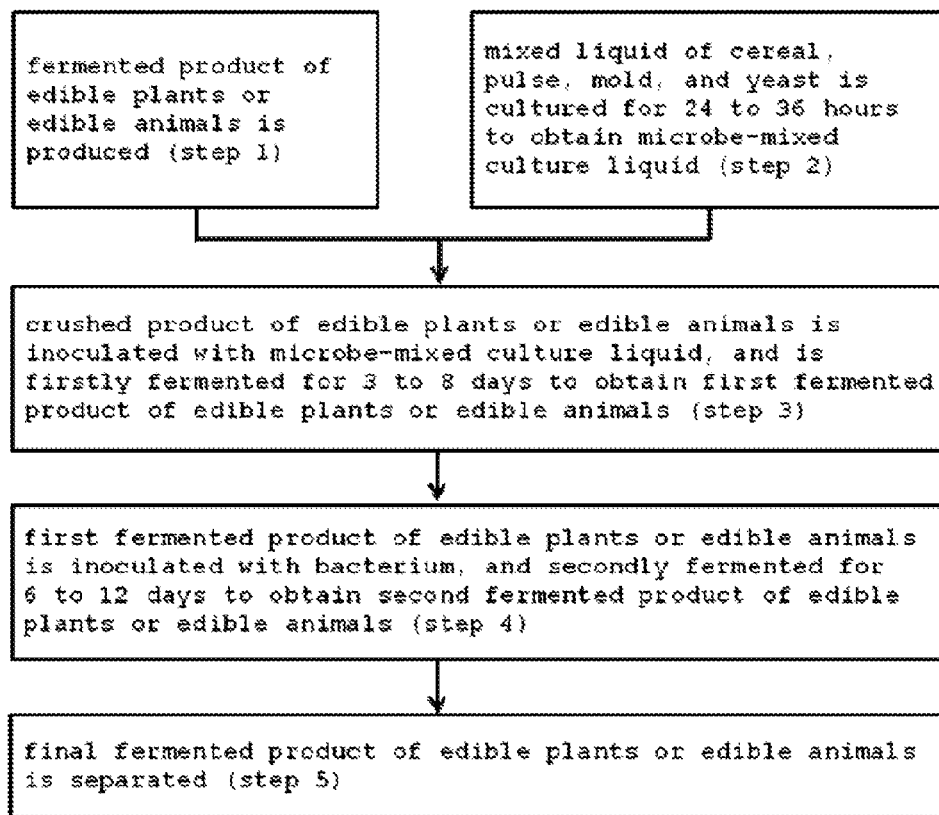 fermented product of
edible plants or
edible animals is
produced (step 1)
mixed liquid of cereal,
pulse, mold, and yeast is
cultured for 24 to 36 hours
to obtain microbe-mixed
culture liquid (step 2)
crushed product of edible plants or edible animals is
inoculated with microbe-mixed culture liquid, and is
firstly fermented for 3 to 8 days to obtain first fermented
product of edible plants or edible animals (step 3)
first fermented product of edible plants or edible animals
is inoculated with bacterium, and secondly fermented for
6 to 12 days to obtain second fermented product of edible
plants or edible animals (step 4)
final fermented product of edible plants or edible animals
is separated (step 5)